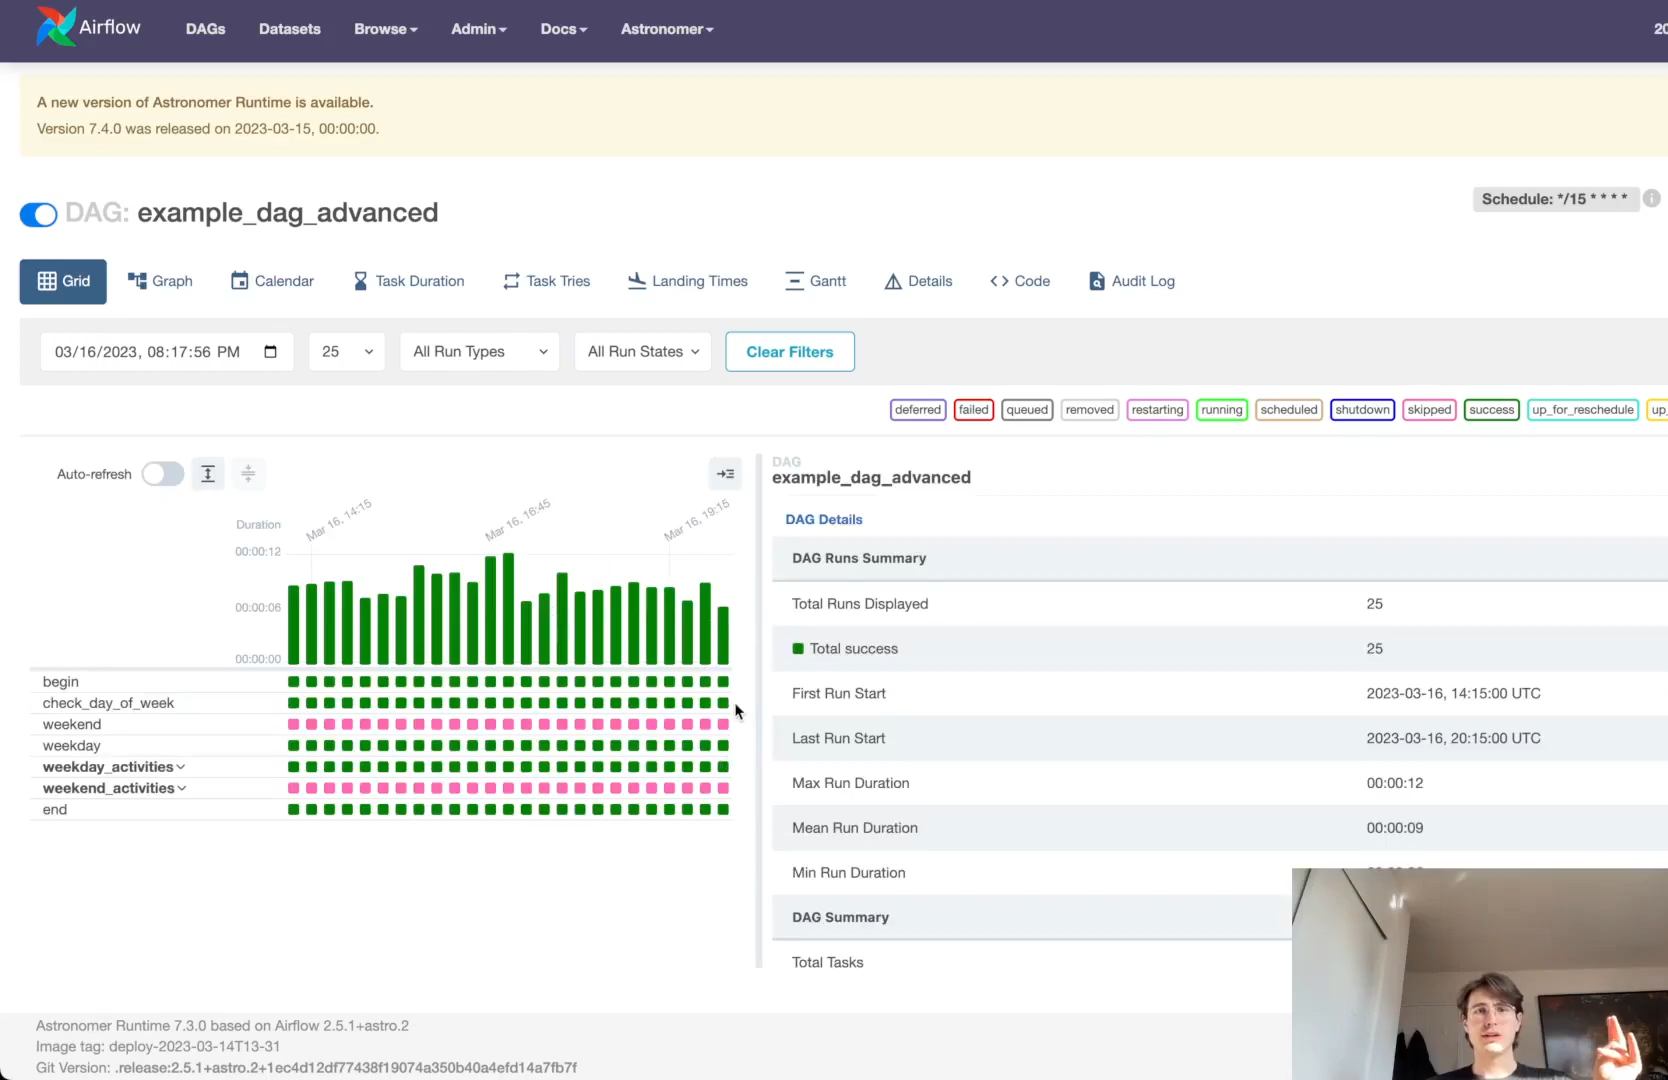 Airflow
DAGs
Datasets
Browse
Admin
Docs
Astronomer
20
A new version of Astronomer Runtime is available.
Version 7.4.0 was released on 2023-03-15, 00:00:00.
DAG: example_dag_advanced
Schedule: */15 * * * *
Grid
Graph
Calendar
Task Duration
Task Tries
Landing Times
Gantt
Details
Code
Audit Log
03/16/2023, 08:17:56 PM
25
All Run Types
All Run States
Clear Filters
deferred
failed
queued
removed
restarting
running
scheduled
shutdown
skipped
success
up_for_reschedule
up_
Auto-refresh
Duration
Mar 16, 14:15
Mar 16, 16:45
Mar 16, 19:15
00:00:12
00:00:06
00:00:00
begin
check_day_of_week
weekend
weekday
weekday_activities
weekend_activities
end
DAG
example_dag_advanced
DAG Details
DAG Runs Summary
Total Runs Displayed 25
Total success 25
First Run Start 2023-03-16, 14:15:00 UTC
Last Run Start 2023-03-16, 20:15:00 UTC
Max Run Duration 00:00:12
Mean Run Duration 00:00:09
Min Run Duration
DAG Summary
Total Tasks
Astronomer Runtime 7.3.0 based on Airflow 2.5.1+astro.2
Image tag: deploy-2023-03-14T13-31
Git Version: .release:2.5.1+astro.2+1ec4d12df77438f19074a350b40a4efd14a7fb7f